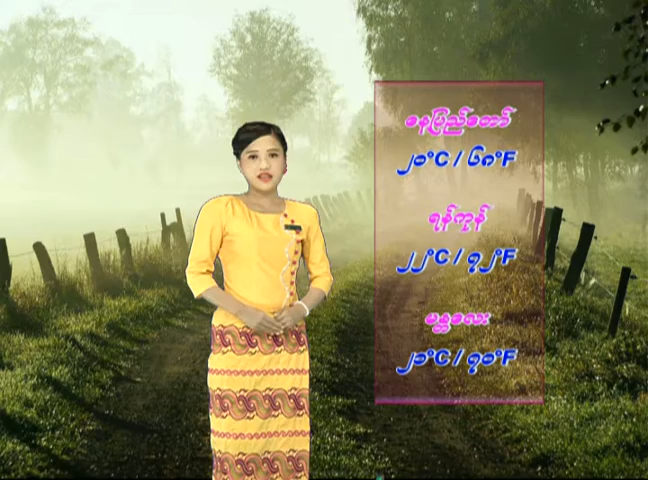 နေပြည်တော်
၂၀°C / ၆၈°F
ရန်ကုန်
၂၂°C / ၇၂°F
မန္တလေး
၂၁°C / ၇၀°F